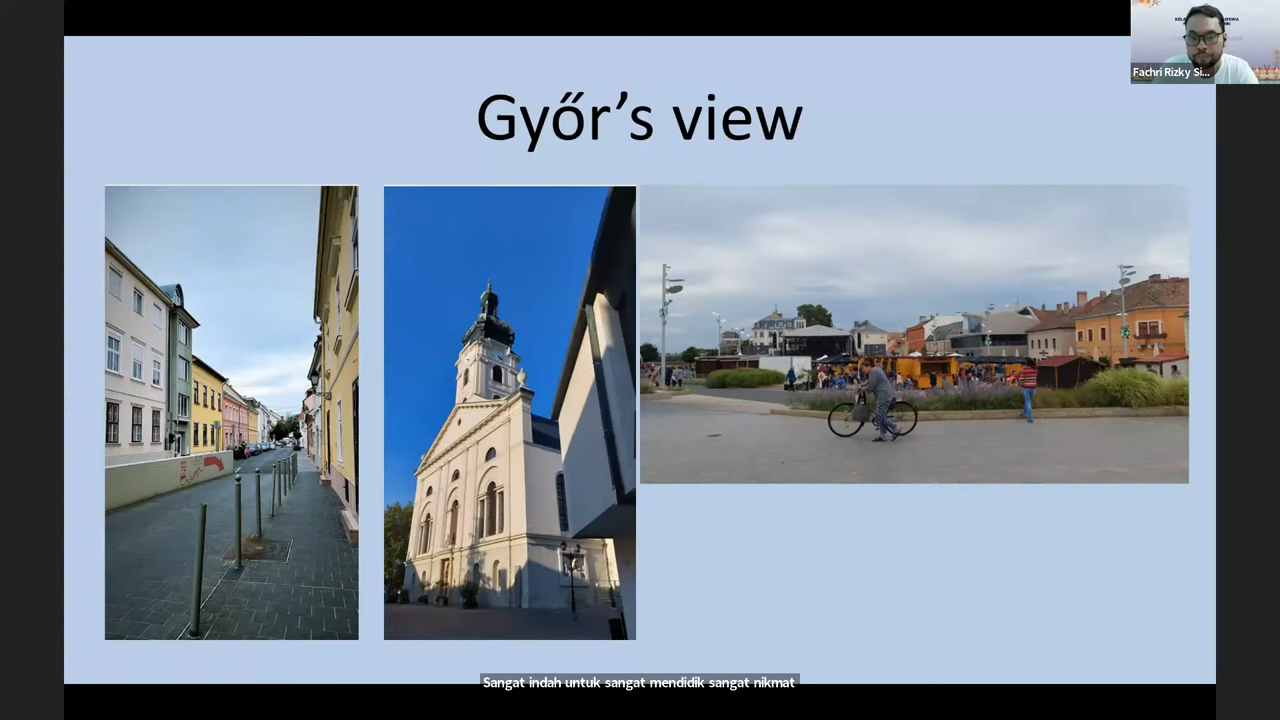 Győr’s view
Fachri Rizky Si...
Sangat indah untuk sangat mendidik sangat nikmat